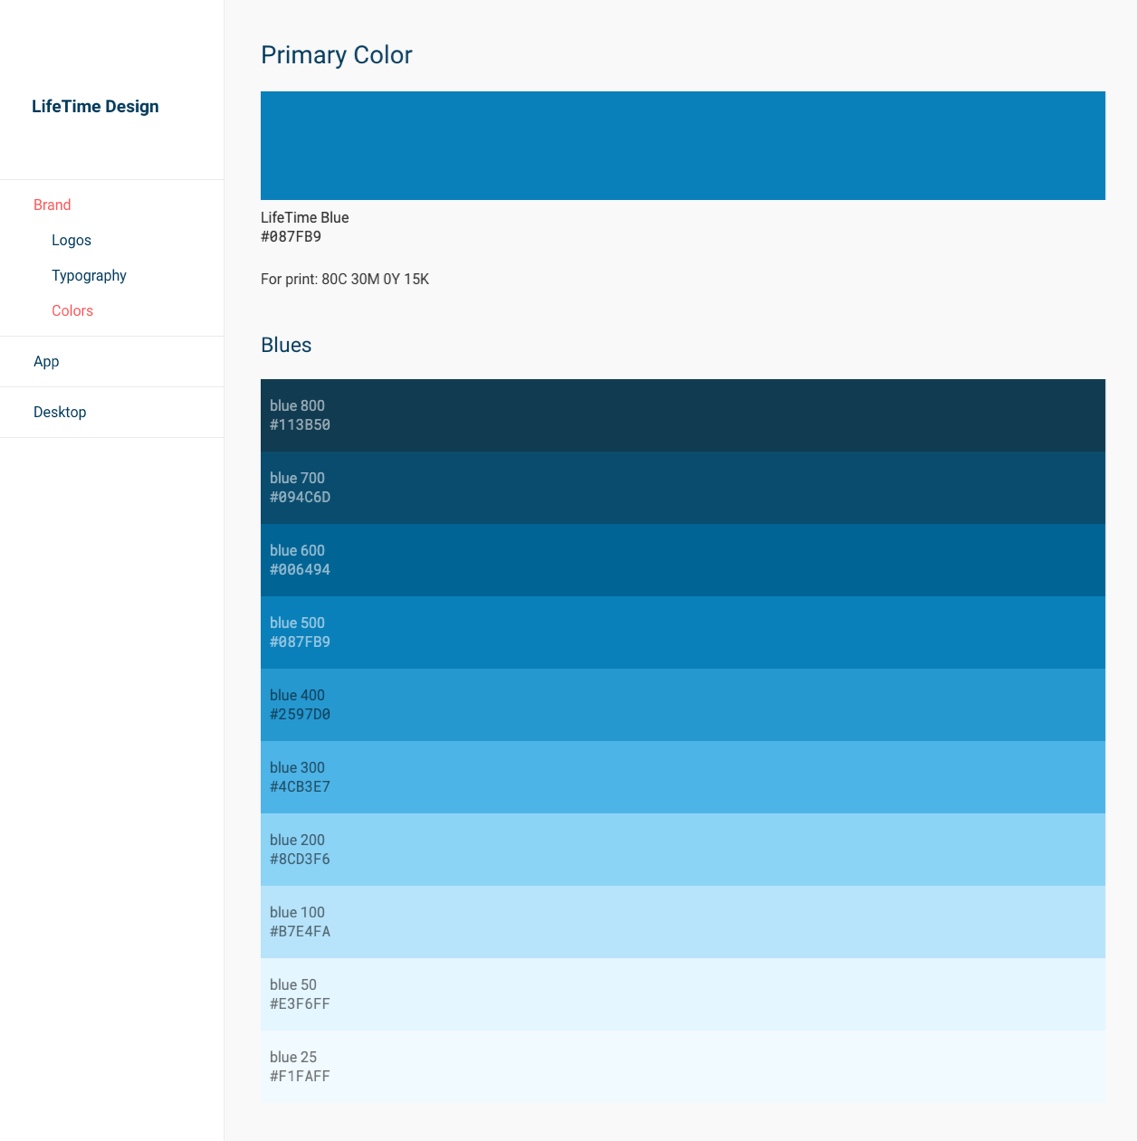 LifeTime Design
Brand
Logos
Typography
Colors
App
Desktop
Primary Color
LifeTime Blue
#087FB9
For print: 80C 30M 0Y 15K
Blues
blue 800
#113B50
blue 700
#094C6D
blue 600
#006494
blue 500
#087FB9
blue 400
#2597D0
blue 300
#4CB3E7
blue 200
#8CD3F6
blue 100
#B7E4FA
blue 50
#E3F6FF
blue 25
#F1FAFF